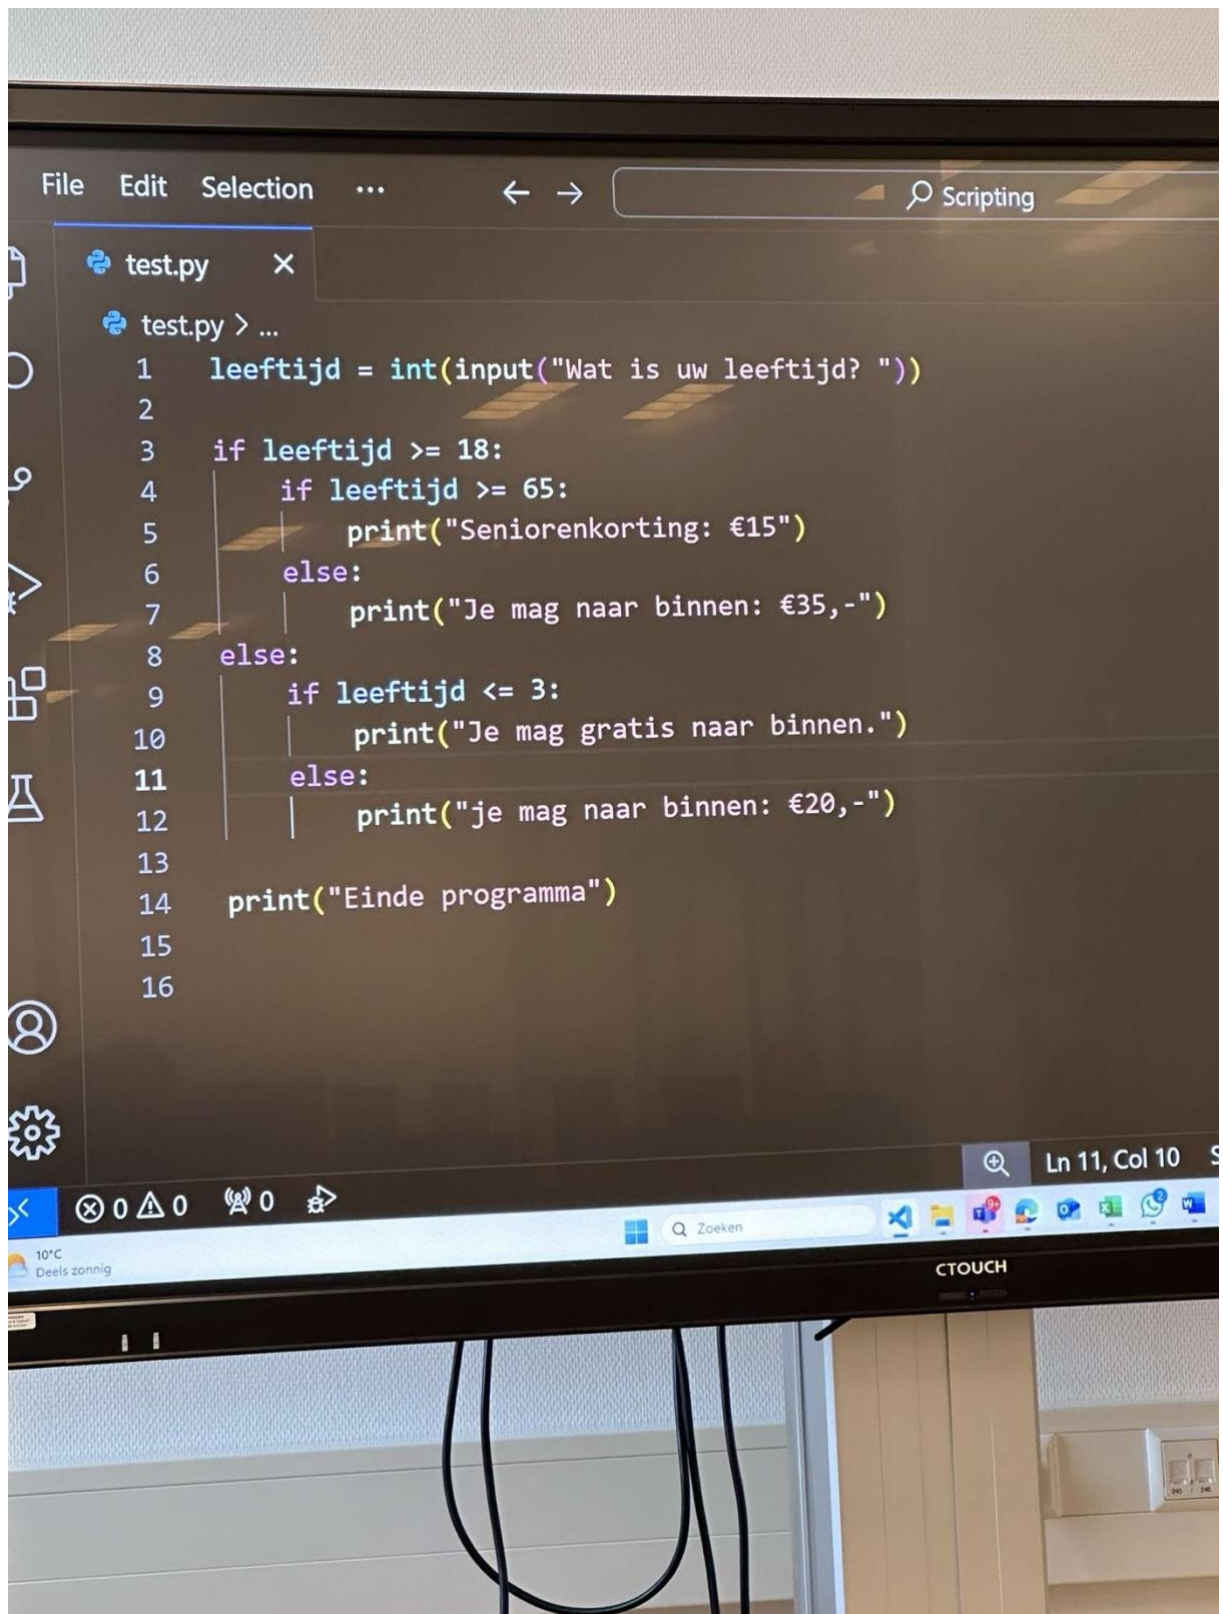 File Edit Selection ... Scripting
test.py
test.py > ...
1 leeftijd = int(input("Wat is uw leeftijd? "))
2
3 if leeftijd >= 18:
4     if leeftijd >= 65:
5         print("Seniorenkorting: €15")
6     else:
7         print("Je mag naar binnen: €35,-")
8 else:
9     if leeftijd <= 3:
10         print("Je mag gratis naar binnen.")
11     else:
12         print("je mag naar binnen: €20,-")
13
14 print("Einde programma")
15
16
Ln 11, Col 10 S
0 0 0
Zoeken 9+ 2
10°C
Deels zonnig
CTOUCH